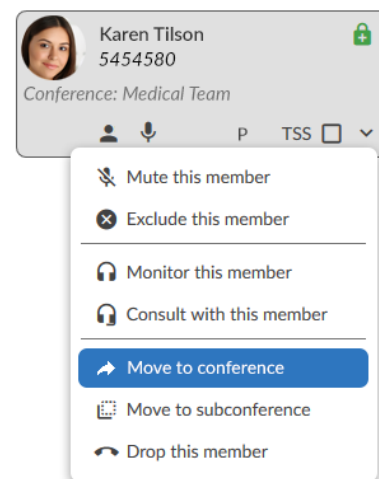 Karen Tilson
5454580
Conference: Medical Team
P TSS
Mute this member
Exclude this member
Monitor this member
Consult with this member
Move to conference
Move to subconference
Drop this member